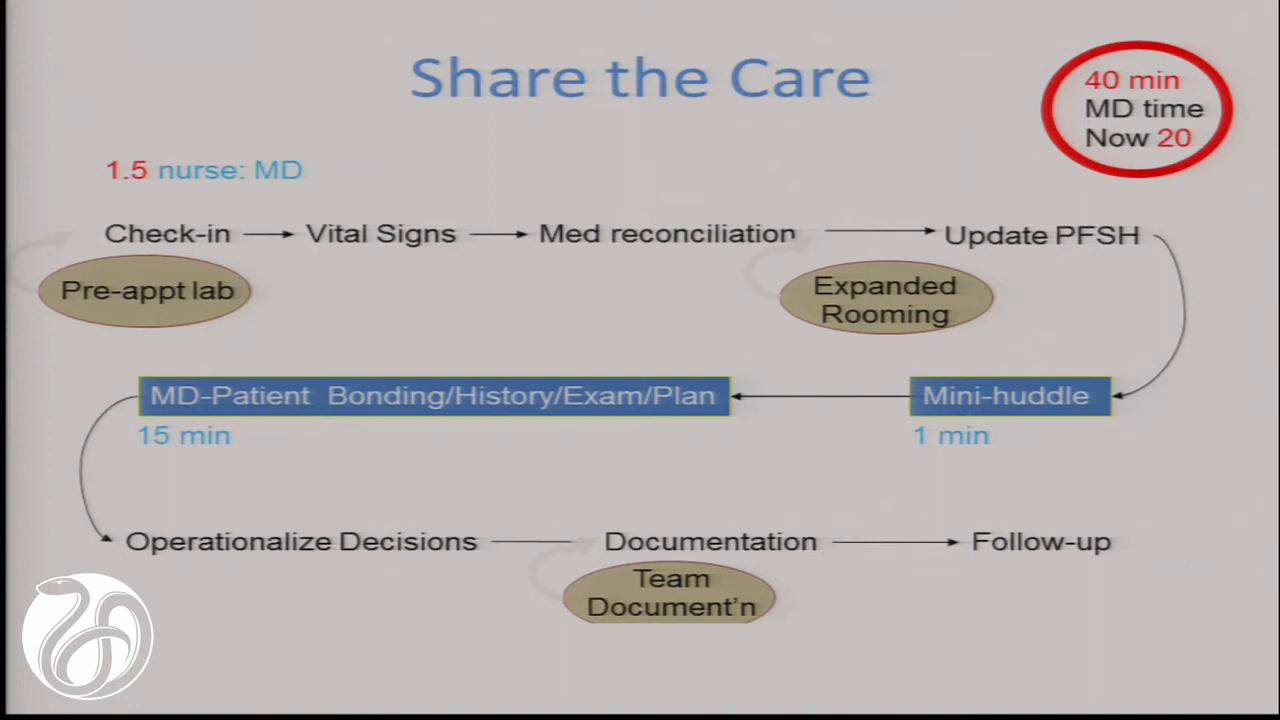 Share the Care
40 min
MD time
Now 20
1.5 nurse: MD
Check-in
Vital Signs
Med reconciliation
Update PFSH
Pre-appt lab
Expanded
Rooming
MD-Patient Bonding/History/Exam/Plan
Mini-huddle
15 min
1 min
Operationalize Decisions
Documentation
Follow-up
Team
Document'n